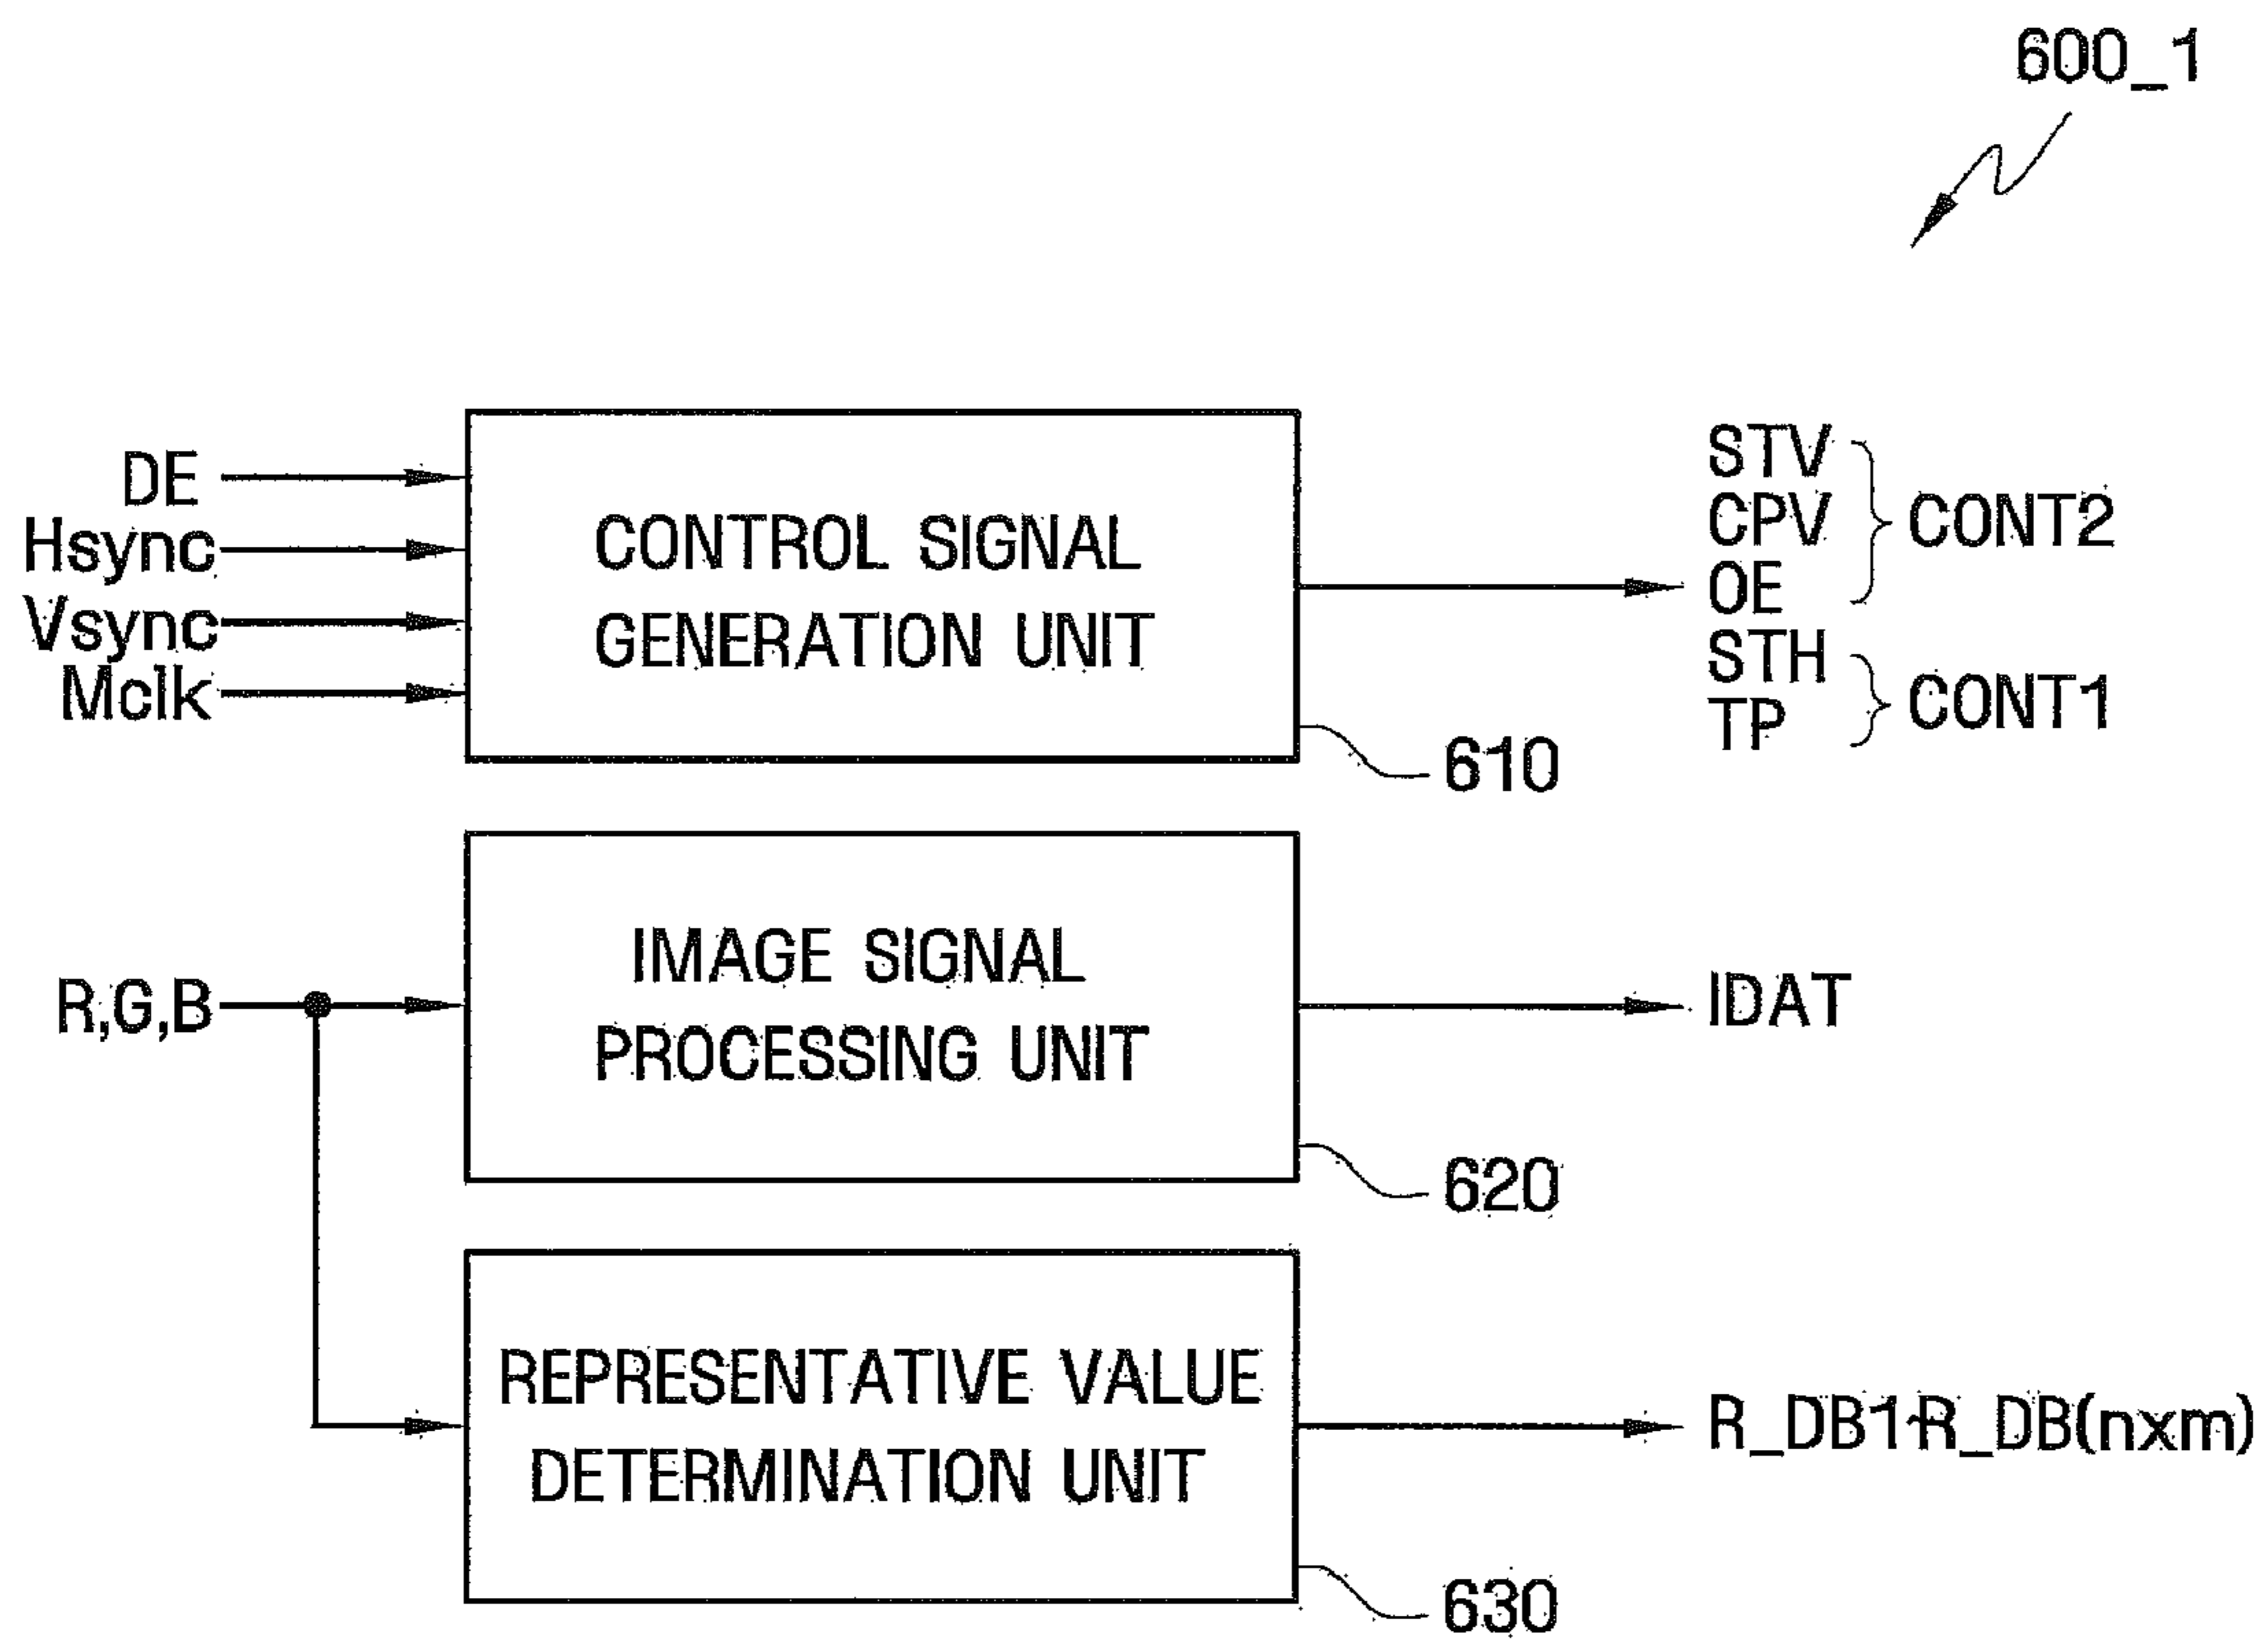 600_1
DE
Hsync
Vsync
Mclk
CONTROL SIGNAL
GENERATION UNIT
STV
CPV
OE
CONT2
STH
TP
CONT1
610
R,G,B
IMAGE SIGNAL
PROCESSING UNIT
IDAT
620
REPRESENTATIVE VALUE
DETERMINATION UNIT
R_DB1~R_DB(nxm)
630